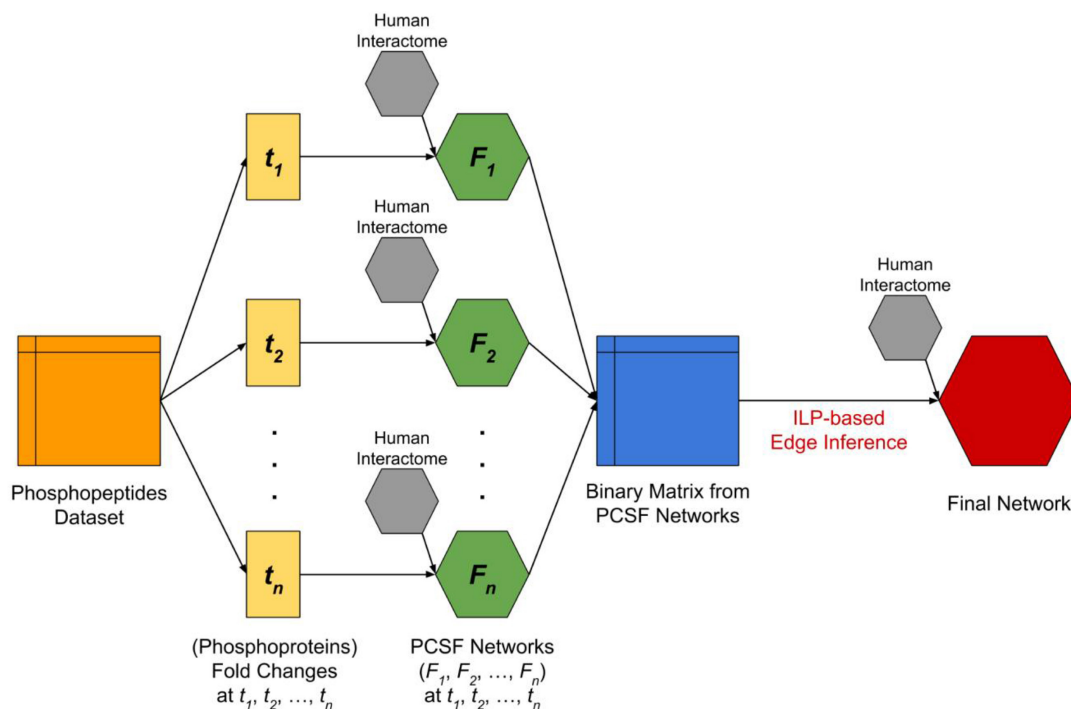 Human
Interactome
t1
F1
Human
Interactome
t2
F2
Human
Interactome
Phosphopeptides
Dataset
. . .
Human
Interactome
. . .
tn
Fn
Binary Matrix from
PCSF Networks
ILP-based
Edge Inference
Final Network
(Phosphoproteins)
Fold Changes
at t1, t2, …, tn
PCSF Networks
(F1, F2, …, Fn)
at t1, t2, …, tn